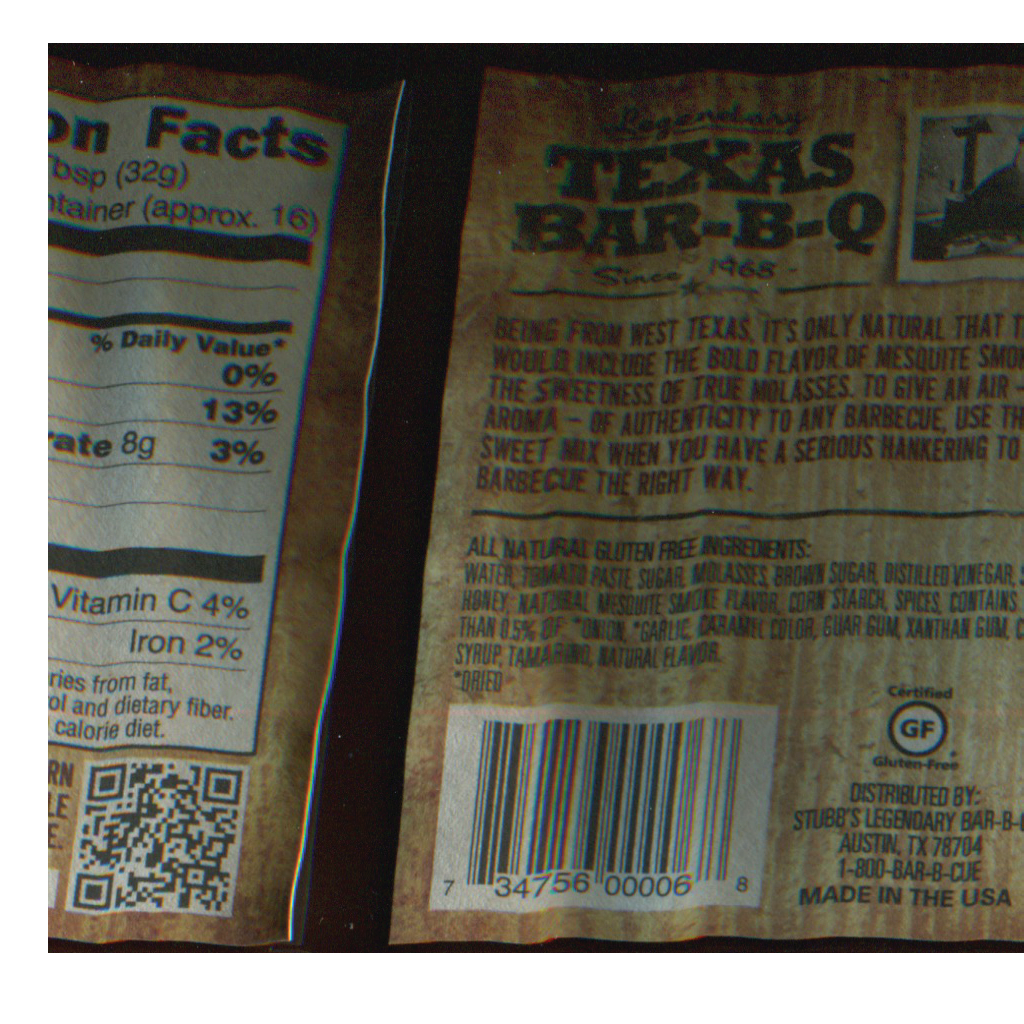 on Facts
Tbsp (32g)
ntainer (approx. 16)
% Daily Value*
0%
13%
rate 8g 3%
Vitamin C 4%
Iron 2%
ries from fat,
ol and dietary fiber.
calorie diet.
RN
LE
E.
Legendary
TEXAS
BAR-B-Q
Since 1968
BEING FROM WEST TEXAS, IT'S ONLY NATURAL THAT T
WOULD INCLUDE THE BOLD FLAVOR OF MESQUITE SMO
THE SWEETNESS OF TRUE MOLASSES. TO GIVE AN AIR –
AROMA – OF AUTHENTICITY TO ANY BARBECUE, USE TH
SWEET MIX WHEN YOU HAVE A SERIOUS HANKERING TO
BARBECUE THE RIGHT WAY.
ALL NATURAL GLUTEN FREE INGREDIENTS:
WATER, TOMATO PASTE, SUGAR, MOLASSES, BROWN SUGAR, DISTILLED VINEGAR, S
HONEY, NATURAL MESQUITE SMOKE FLAVOR, CORN STARCH, SPICES, CONTAINS
THAN 0.5% OF: *ONION, *GARLIC, CARAMEL COLOR, GUAR GUM, XANTHAN GUM, C
SYRUP, TAMARIND, NATURAL FLAVOR.
*DRIED
7 34756 00006 8
Certified
GF
Gluten-Free
DISTRIBUTED BY:
STUBB'S LEGENDARY BAR-B-Q
AUSTIN, TX 78704
1-800-BAR-B-CUE
MADE IN THE USA